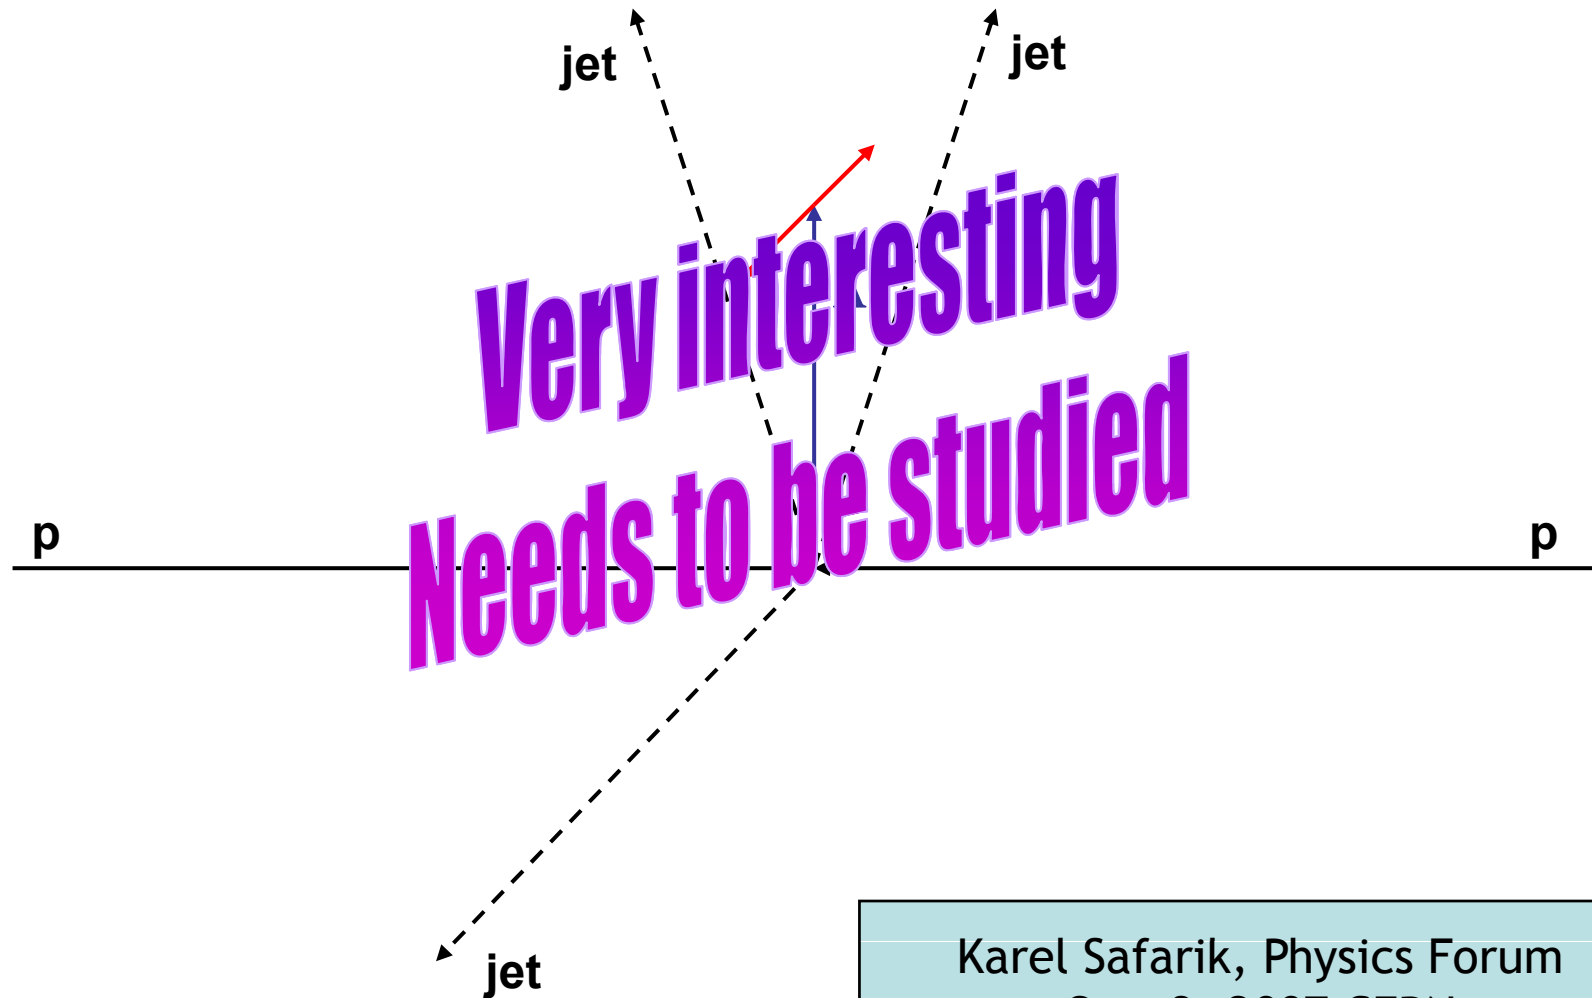 jet
jet
Very interesting
Needs to be studied
p
p
jet
Karel Safarik, Physics Forum